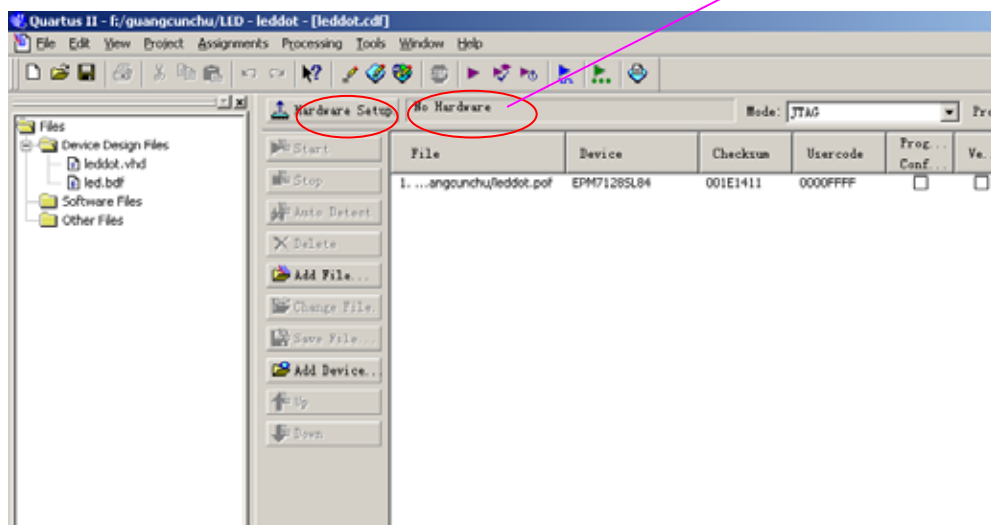 Quartus II - f:/guangcunchu/LED - leddot - [leddot.cdf]
File Edit View Project Assignments Processing Tools Window Help
Hardware Setup No Hardware Mode: JTAG
Files
Device Design Files
leddot.vhd
led.bdf
Software Files
Other Files
Start
Stop
Auto Detect
Delete
Add File...
Change File.
Save File...
Add Device..
Up
Down
File Device Checksum Usercode Prog... Conf... Ve..
1. ...angcunchu/leddot.pof EPM7128SL84 001E1411 0000FFFF